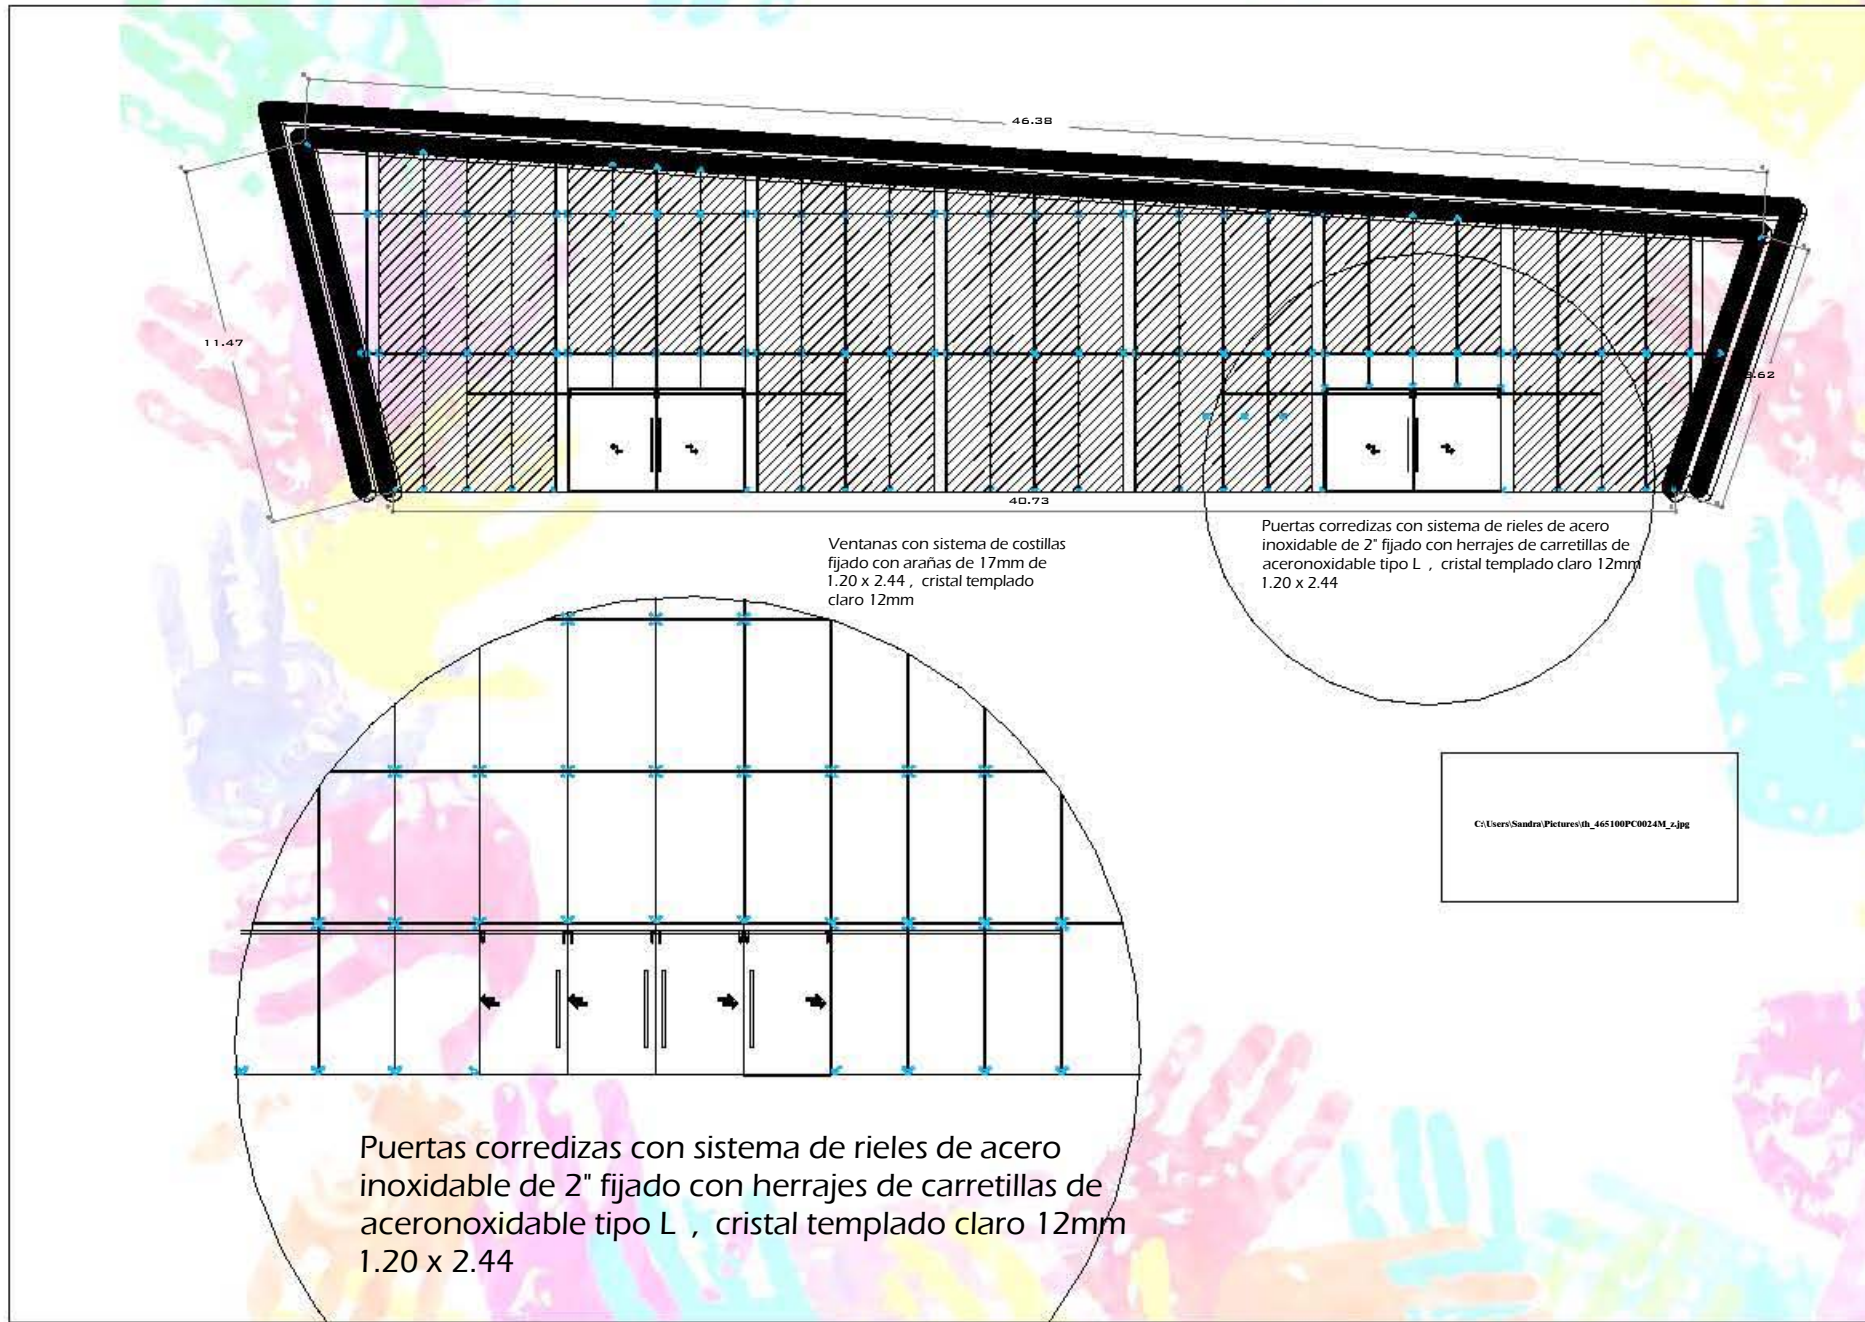 46.38
11.47
.62
40.73
Ventanas con sistema de costillas
fijado con arañas de 17mm de
1.20 x 2.44 , cristal templado
claro 12mm
Puertas corredizas con sistema de rieles de acero
inoxidable de 2" fijado con herrajes de carretillas de
aceronoxidable tipo L , cristal templado claro 12mm
1.20 x 2.44
C:\Users\Sandra\Pictures\th_465100PC0024M_z.jpg
Puertas corredizas con sistema de rieles de acero
inoxidable de 2" fijado con herrajes de carretillas de
aceronoxidable tipo L , cristal templado claro 12mm
1.20 x 2.44